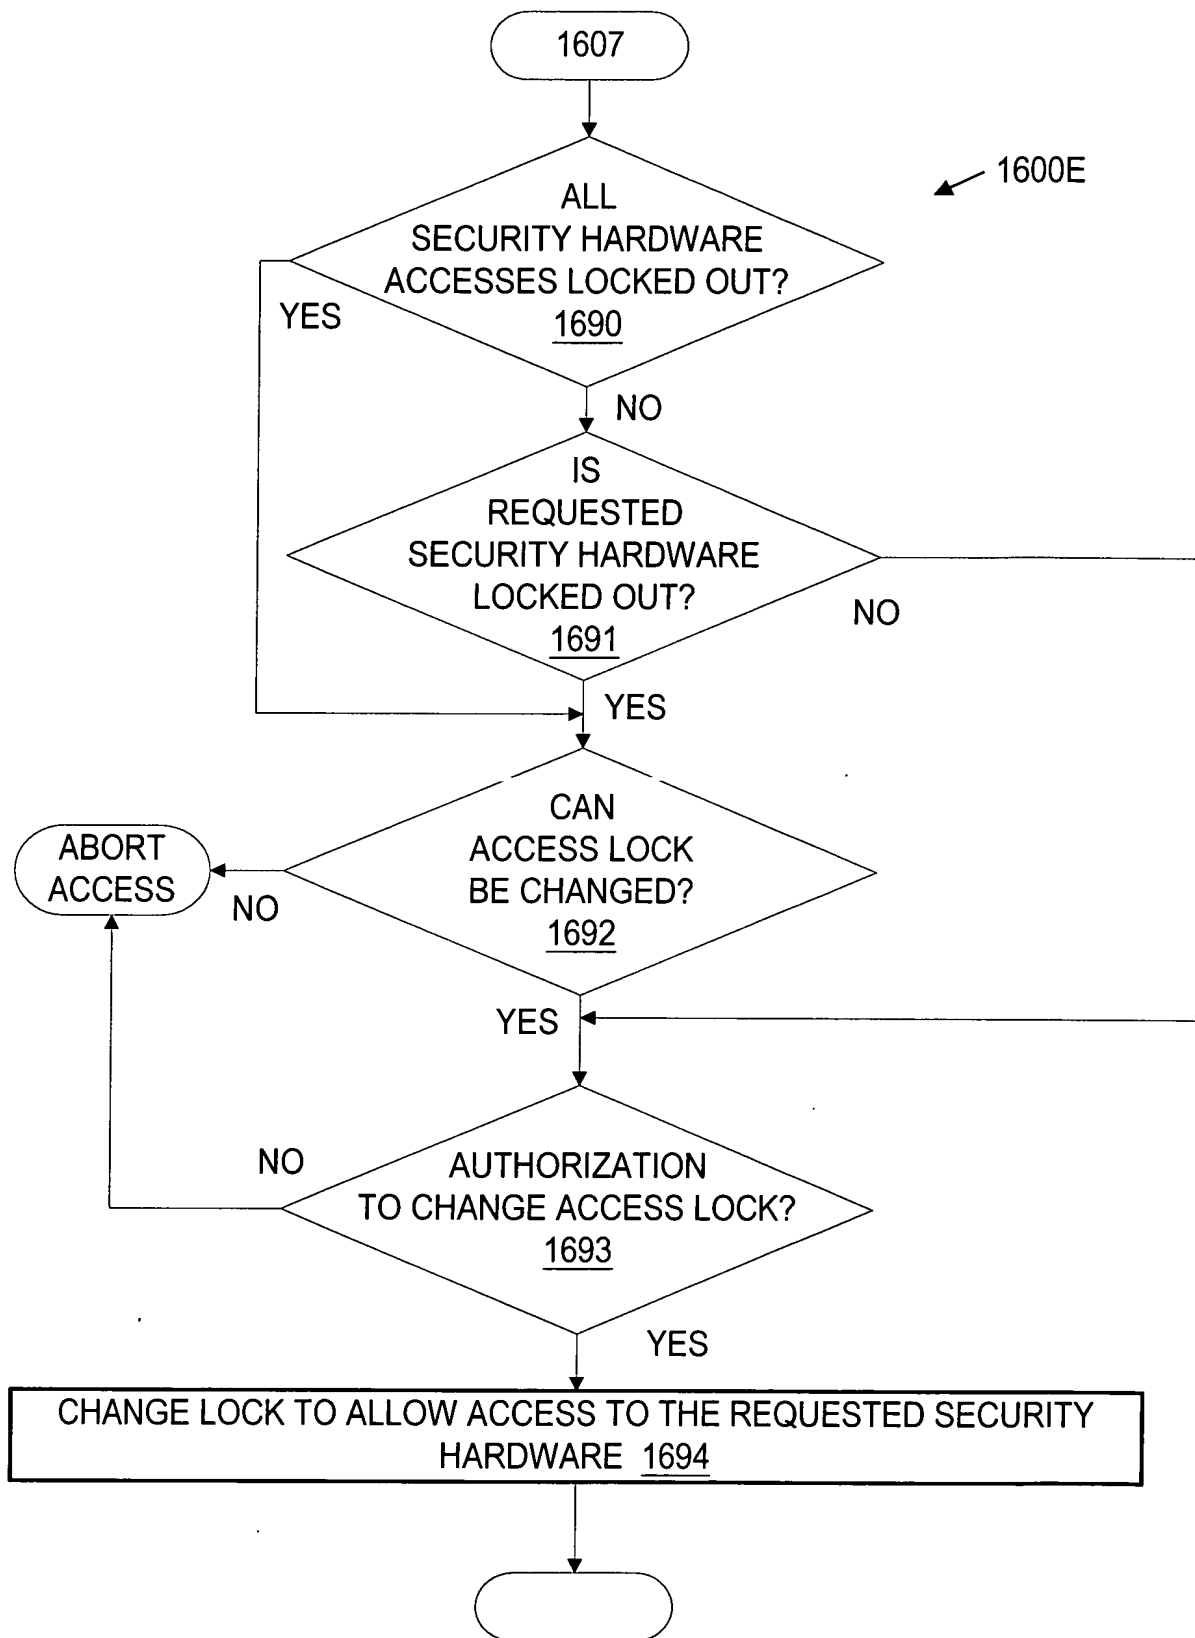 1607
1600E
ALL
SECURITY HARDWARE
ACCESSES LOCKED OUT?
1690
YES
NO
IS
REQUESTED
SECURITY HARDWARE
LOCKED OUT?
1691
NO
YES
CAN
ACCESS LOCK
BE CHANGED?
1692
ABORT
ACCESS
NO
YES
NO
AUTHORIZATION
TO CHANGE ACCESS LOCK?
1693
YES
CHANGE LOCK TO ALLOW ACCESS TO THE REQUESTED SECURITY
HARDWARE 1694